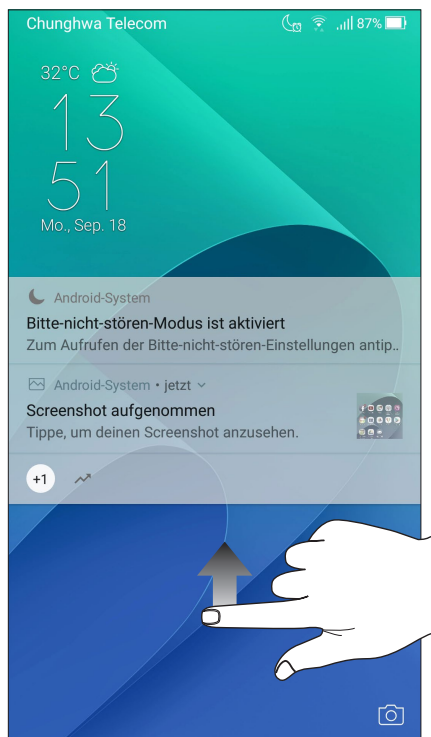 Chunghwa Telecom 87%
32°C
13
51
Mo., Sep. 18
Android-System
Bitte-nicht-stören-Modus ist aktiviert
Zum Aufrufen der Bitte-nicht-stören-Einstellungen antip..
Android-System • jetzt
Screenshot aufgenommen
Tippe, um deinen Screenshot anzusehen.
+1